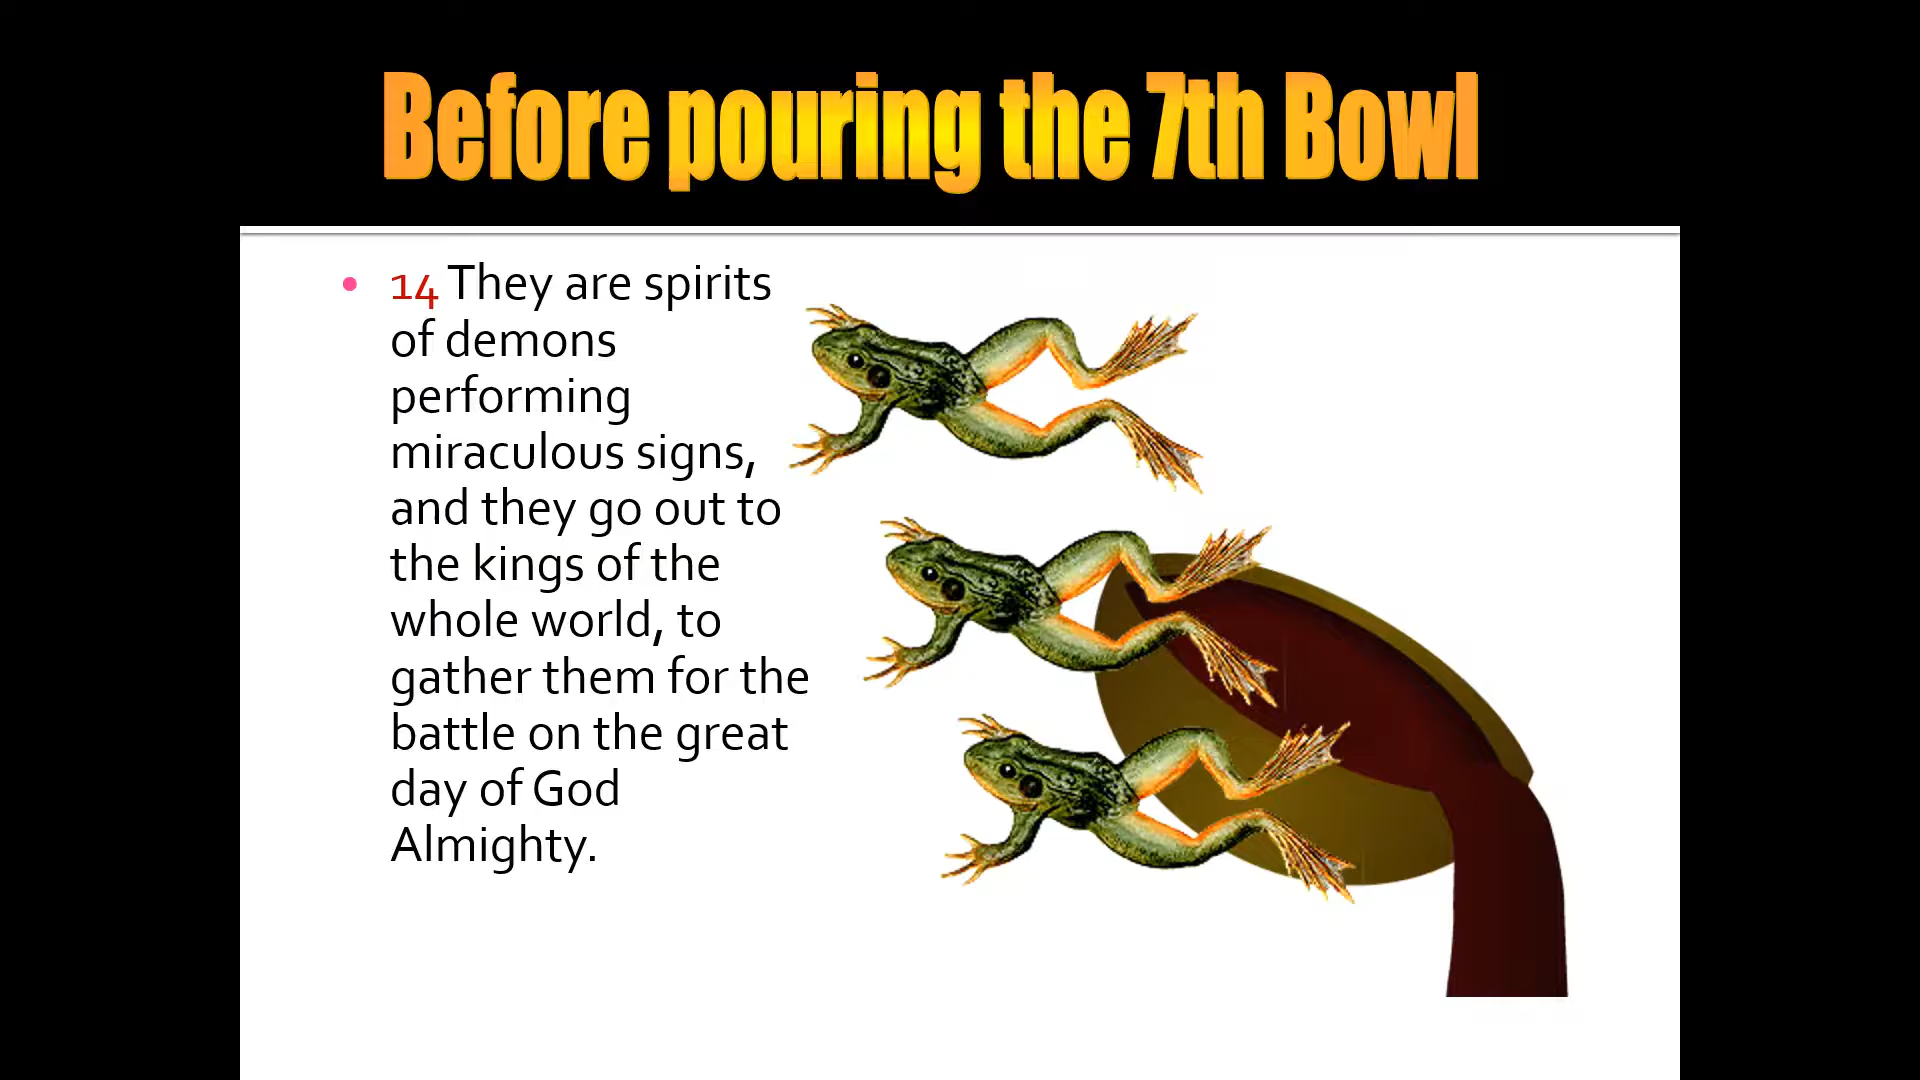 Before pouring the 7th Bowl
• 14 They are spirits
of demons
performing
miraculous signs,
and they go out to
the kings of the
whole world, to
gather them for the
battle on the great
day of God
Almighty.